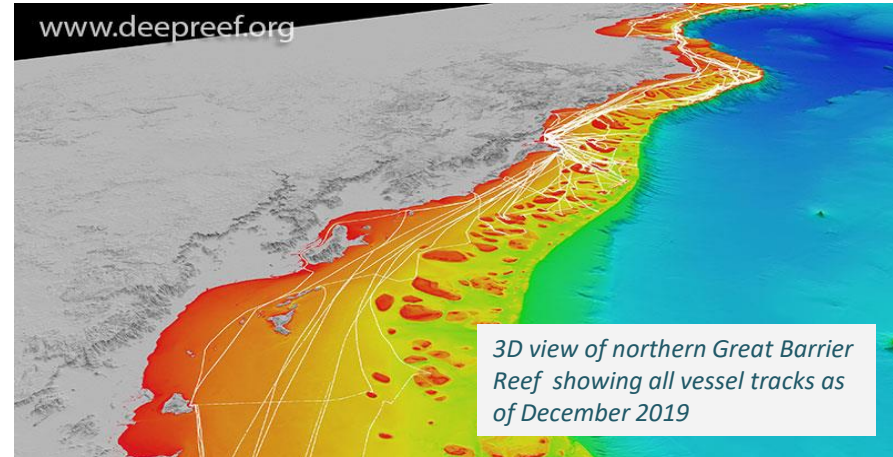 www.deepreef.org
3D view of northern Great Barrier
Reef showing all vessel tracks as
of December 2019